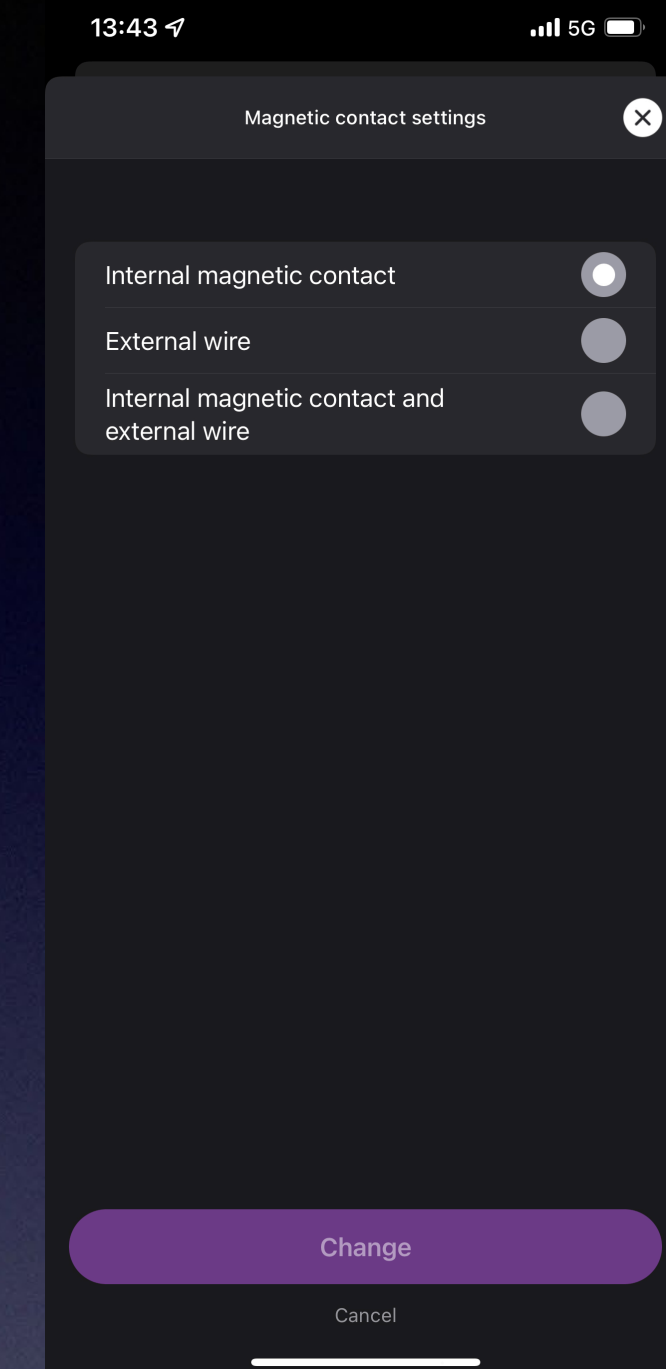 13:43
5G
Magnetic contact settings
Internal magnetic contact
External wire
Internal magnetic contact and
external wire
Change
Cancel